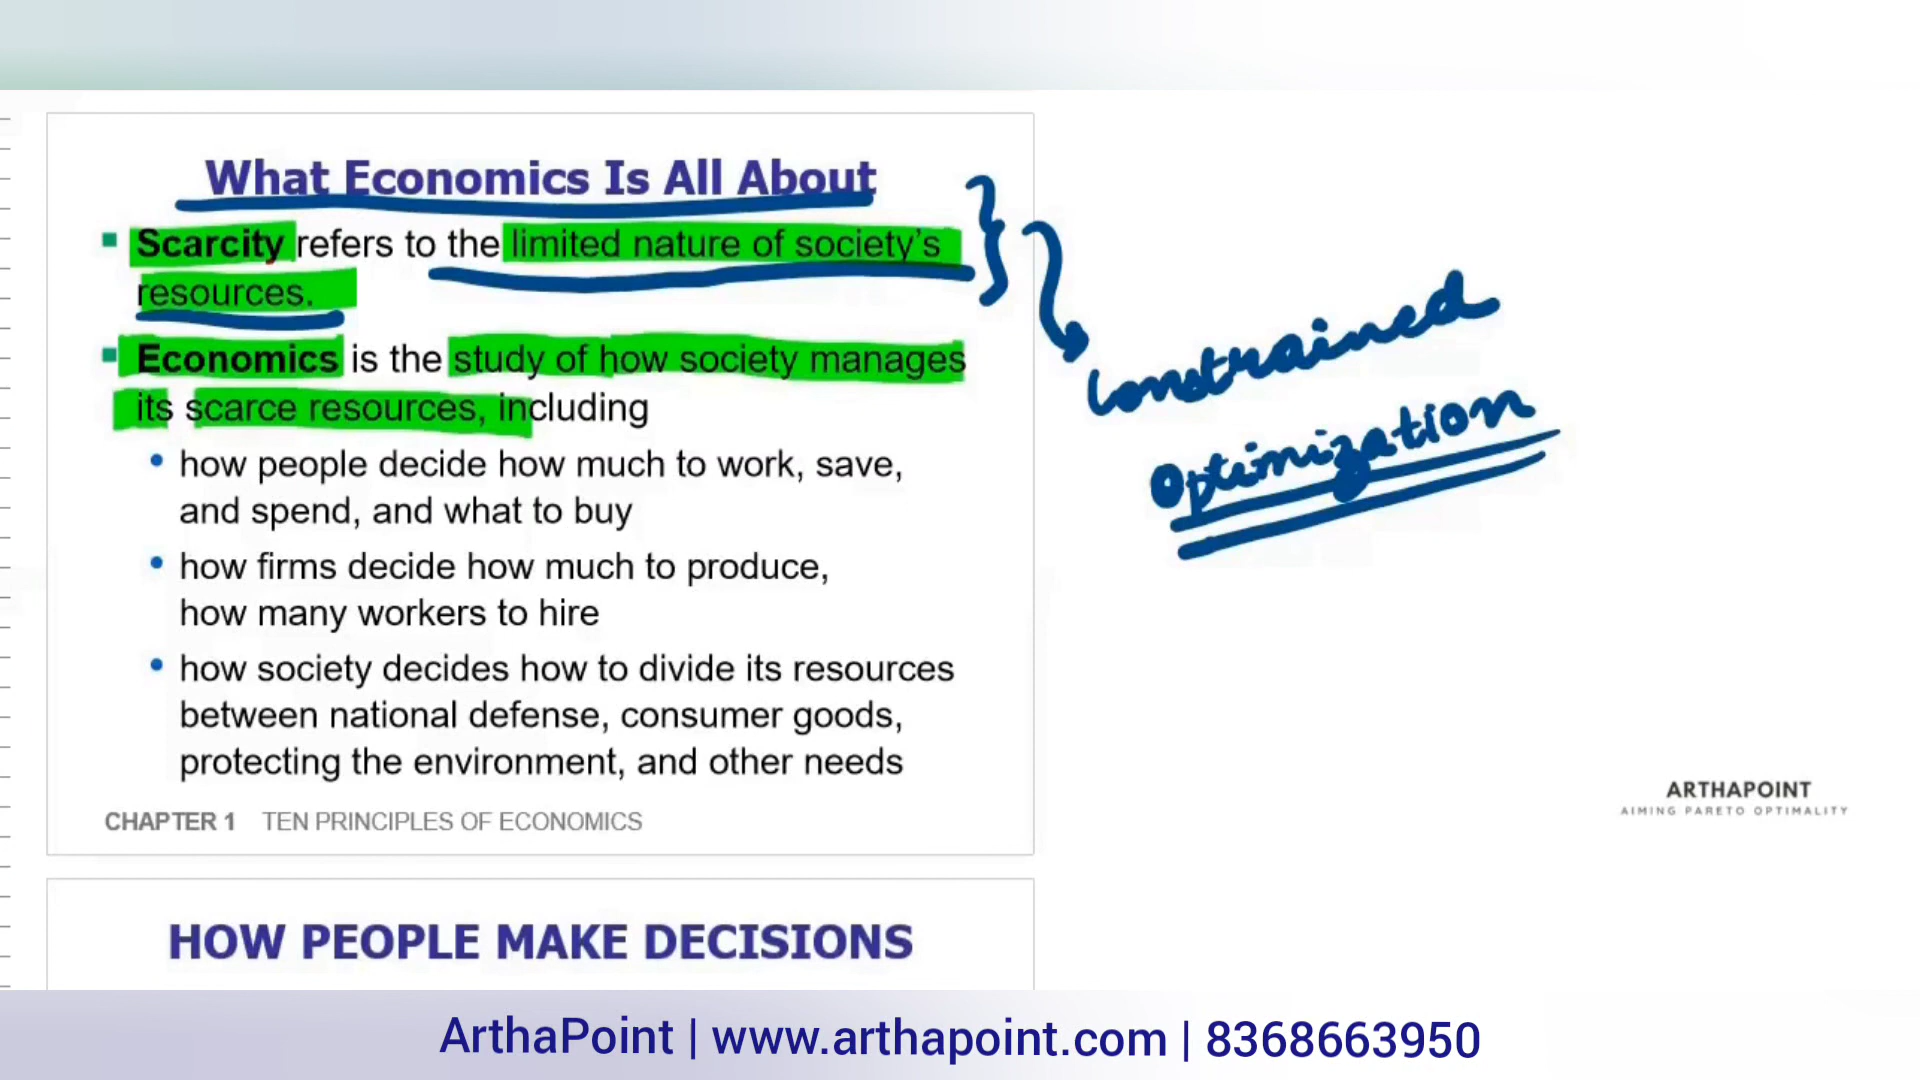 What Economics Is All About
Scarcity refers to the limited nature of society's
resources.
Economics is the study of how society manages
its scarce resources, including
how people decide how much to work, save,
and spend, and what to buy
how firms decide how much to produce,
how many workers to hire
how society decides how to divide its resources
between national defense, consumer goods,
protecting the environment, and other needs
CHAPTER 1 TEN PRINCIPLES OF ECONOMICS
constrained
optimization
ARTHAPOINT
AIMING PARETO OPTIMALITY
HOW PEOPLE MAKE DECISIONS
ArthaPoint | www.arthapoint.com | 8368663950